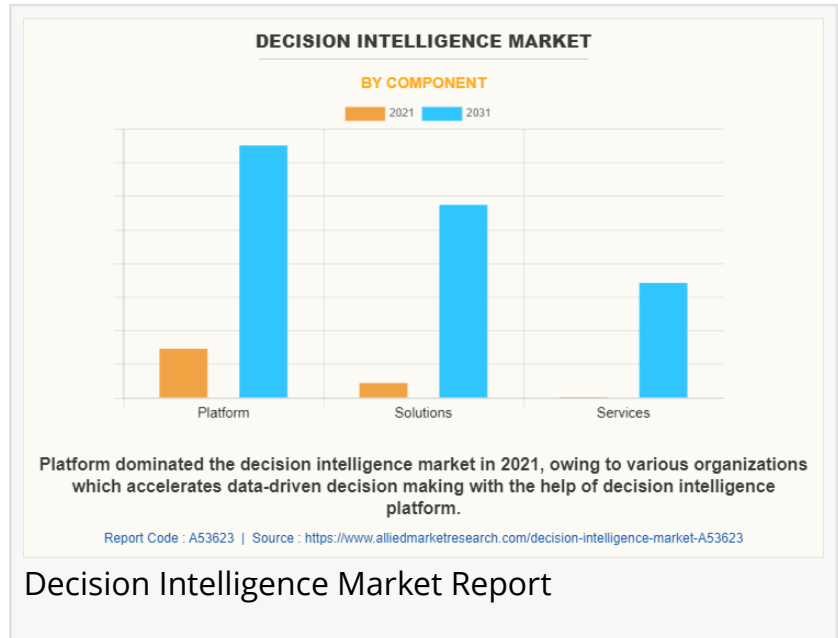 DECISION INTELLIGENCE MARKET
BY COMPONENT
2021 2031
Platform Solutions Services
Platform dominated the decision intelligence market in 2021, owing to various organizations
which accelerates data-driven decision making with the help of decision intelligence
platform.
Report Code : A53623 | Source : https://www.alliedmarketresearch.com/decision-intelligence-market-A53623
Decision Intelligence Market Report